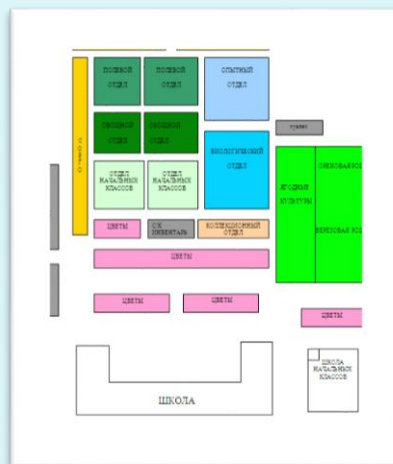 ПОЛЕВОЙ
ОТДЕЛ
ПОЛЕВОЙ
ОТДЕЛ
ОПЫТНЫЙ
ОТДЕЛ
ОВОЩНОЙ
ОТДЕЛ
ОВОЩНОЙ
ОТДЕЛ
БИОЛОГИЧЕСКИЙ
ОТДЕЛ
ОТДЕЛ
НАЧАЛЬНЫХ
КЛАССОВ
ОТДЕЛ
НАЧАЛЬНЫХ
КЛАССОВ
ЯГОДНЫЕ
КУЛЬТУРЫ
ЦВЕТЫ
ИНВЕНТАРЬ
КОЛЛЕКЦИОННЫЙ
ОТДЕЛ
ЦВЕТЫ
ЦВЕТЫ
ЦВЕТЫ
ЦВЕТЫ
ШКОЛА
НАЧАЛЬНЫХ
КЛАССОВ
ШКОЛА